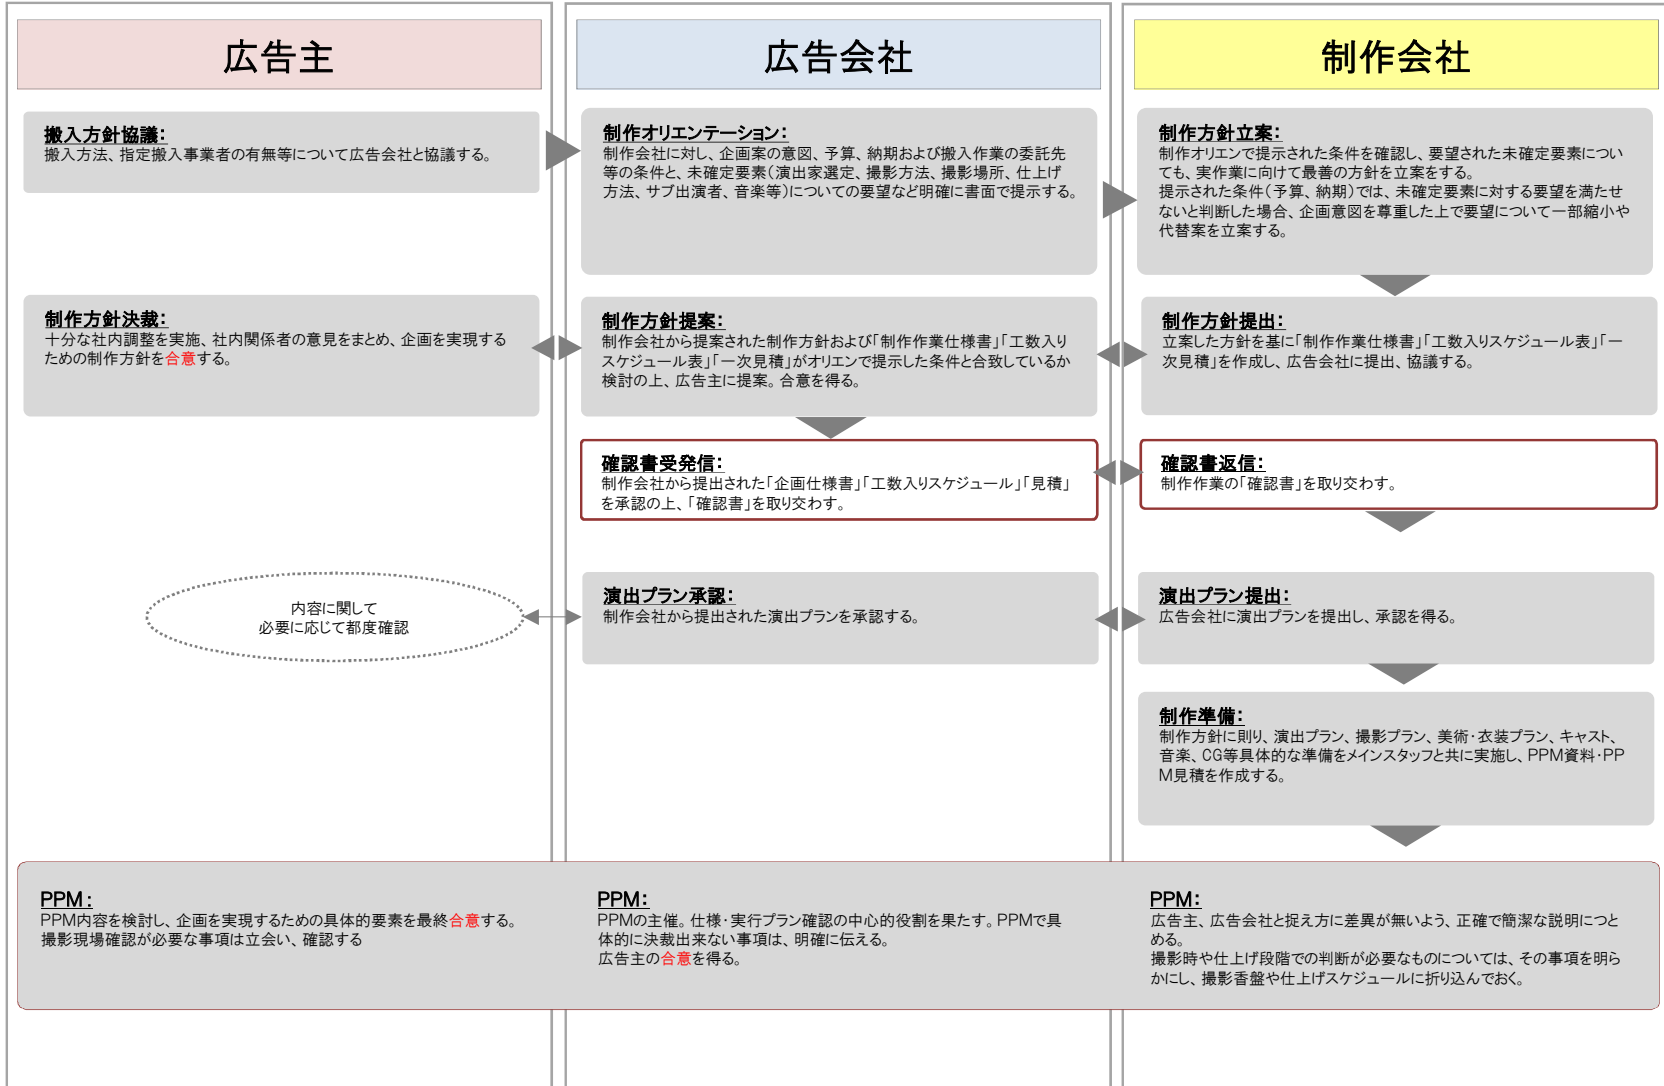 広告主
広告会社
制作会社
搬入方針協議：
搬入方法、指定搬入事業者の有無等について広告会社と協議する。
制作オリエンテーション：
制作会社に対し、企画案の意図、予算、納期および搬入作業の委託先
等の条件と、未確定要素（演出家選定、撮影方法、撮影場所、仕上げ
方法、サブ出演者、音楽等）についての要望など明確に書面で提示する。
制作方針立案：
制作オリエンで提示された条件を確認し、要望された未確定要素につい
ても、実作業に向けて最善の方針を立案をする。
提示された条件（予算、納期）では、未確定要素に対する要望を満たせ
ないと判断した場合、企画意図を尊重した上で要望について一部縮小や
代替案を立案する。
制作方針決裁：
十分な社内調整を実施、社内関係者の意見をまとめ、企画を実現する
ための制作方針を合意する。
制作方針提案：
制作会社から提案された制作方針および「制作作業仕様書」「工数入り
スケジュール表」「一次見積」がオリエンで提示した条件と合致しているか
検討の上、広告主に提案。合意を得る。
制作方針提出：
立案した方針を基に「制作作業仕様書」「工数入りスケジュール表」「一
次見積」を作成し、広告会社に提出、協議する。
確認書受発信：
制作会社から提出された「企画仕様書」「工数入りスケジュール」「見積」
を承認の上、「確認書」を取り交わす。
確認書返信：
制作作業の「確認書」を取り交わす。
内容に関して
必要に応じて都度確認
演出プラン承認：
制作会社から提出された演出プランを承認する。
演出プラン提出：
広告会社に演出プランを提出し、承認を得る。
制作準備：
制作方針に則り、演出プラン、撮影プラン、美術・衣装プラン、キャスト、
音楽、CG等具体的な準備をメインスタッフと共に実施し、PPM資料・PP
M見積を作成する。
PPM：
PPM内容を検討し、企画を実現するための具体的要素を最終合意する。
撮影現場確認が必要な事項は立会い、確認する
PPM：
PPMの主催。仕様・実行プラン確認の中心的役割を果たす。PPMで具
体的に決裁出来ない事項は、明確に伝える。
広告主の合意を得る。
PPM：
広告主、広告会社と捉え方に差異が無いよう、正確で簡潔な説明につと
める。
撮影時や仕上げ段階での判断が必要なものについては、その事項を明ら
かにし、撮影香盤や仕上げスケジュールに折り込んでおく。